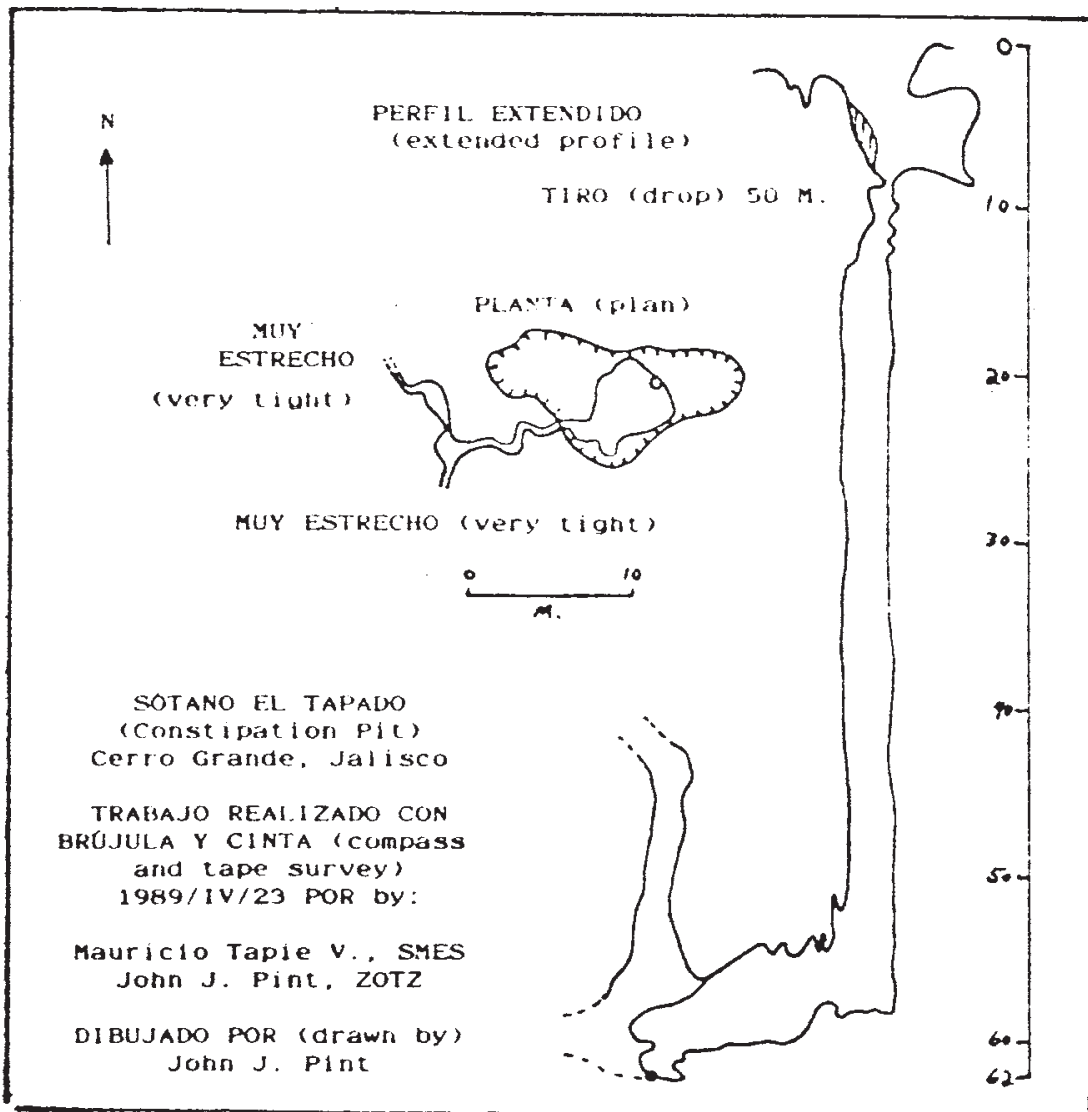 N
PERFIL EXTENDIDO
(extended profile)
TIRO (drop) 50 M.
PLANTA (plan)
MUY
ESTRECHO
(very tight)
MUY ESTRECHO (very tight)
0 10
M.
SÓTANO EL TAPADO
(Constipation Pit)
Cerro Grande, Jalisco
TRABAJO REALIZADO CON
BRÚJULA Y CINTA (compass
and tape survey)
1989/IV/23 POR by:
Mauricio Tapie V., SMES
John J. Pint, ZOTZ
DIBUJADO POR (drawn by)
John J. Pint
0
10
20
30
40
50
60
62